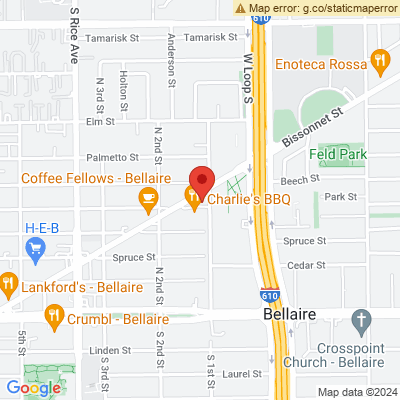 Map error: g.co/staticmaperror
610
Tamarisk St
Tamarisk St
S Rice Ave
Anderson St
Holton St
N 3rd St
W Loop S
Enoteca Rossa
Elm St
N 2nd St
Bissonnet St
Palmetto St
Feld Park
Coffee Fellows - Bellaire
Beech St
Charlie's BBQ
Park St
H-E-B
Spruce St
Spruce St
Cedar St
Lankford's - Bellaire
N 2nd St
610
Crumbl - Bellaire
Bellaire
5th St
S 3rd St
Linden St
S 2nd St
S 1st St
Crosspoint
Church - Bellaire
Laurel St
Google
Map data ©2024